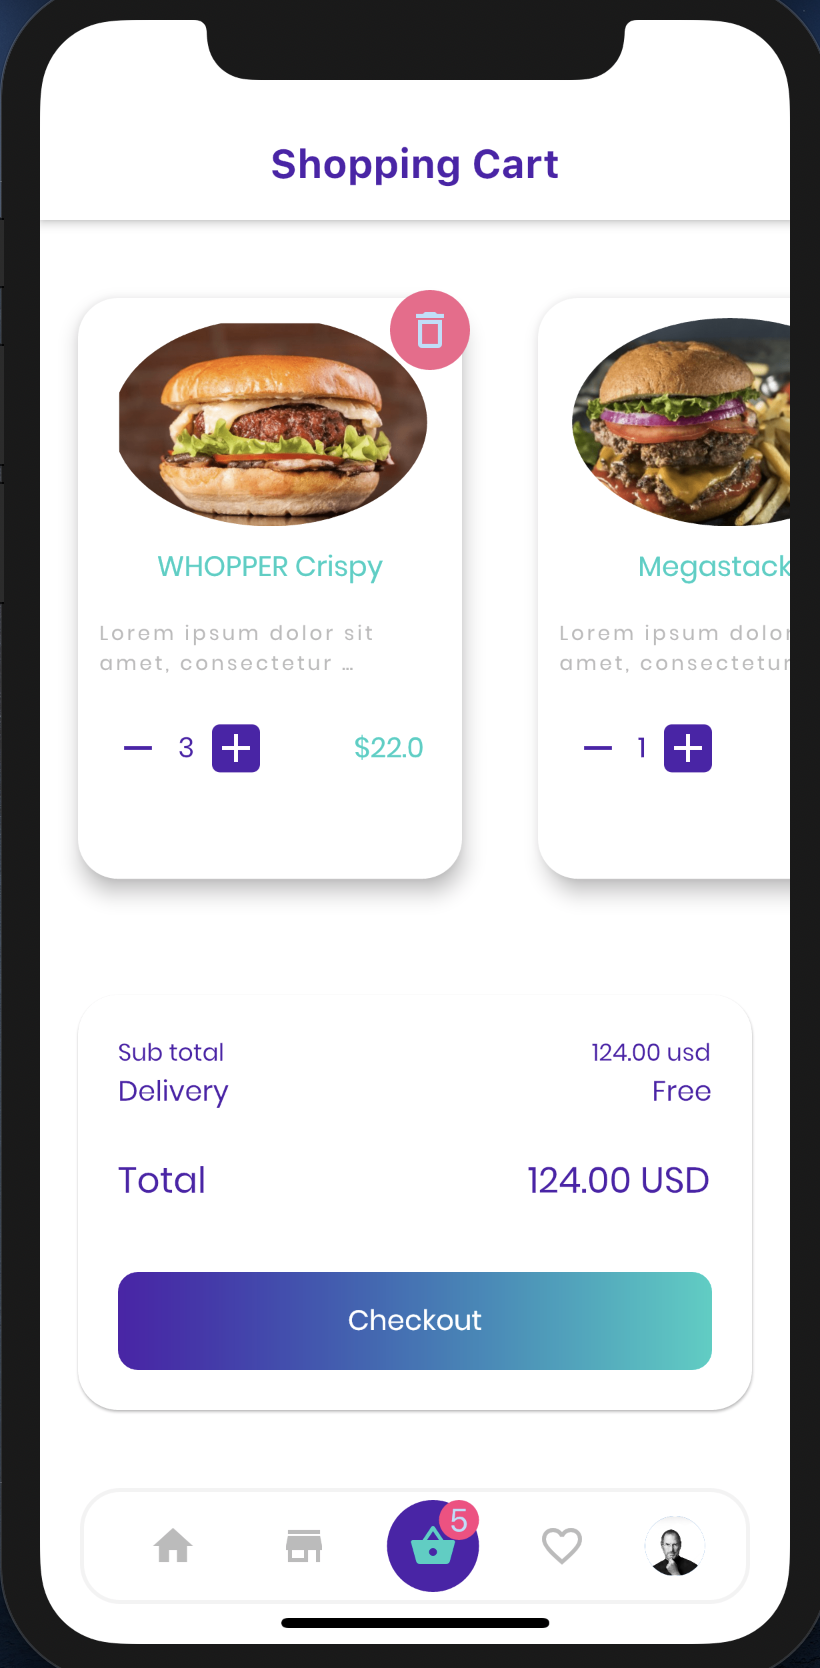 Shopping Cart
WHOPPER Crispy
Lorem ipsum dolor sit
amet, consectetur ...
3
$22.0
Megastack
Lorem ipsum dolor
amet, consectetur
1
Sub total 124.00 usd
Delivery Free
Total 124.00 USD
Checkout
5